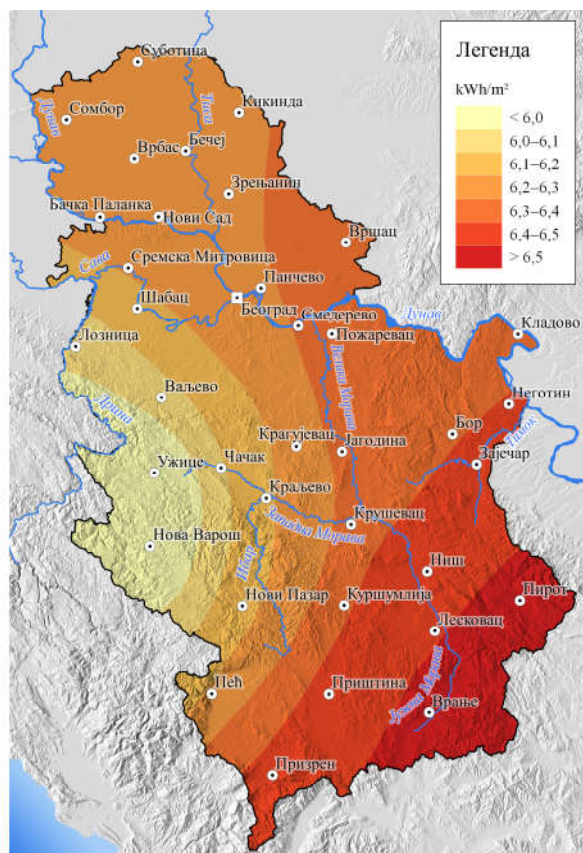 Легенда
kWh/m²
< 6,0
6,0–6,1
6,1–6,2
6,2–6,3
6,3–6,4
6,4–6,5
> 6,5
Суботица
Дунав
Тиса
Сомбор
Кикинда
Бечеј
Врбас
Зрењанин
Бачка Паланка
Нови Сад
Вршац
Сремска Митровица
Сава
Панчево
Шабац
Београд
Смедерево
Дунав
Пожаревац
Кладово
Лозница
Велика Морава
Дрина
Ваљево
Неготин
Бор
Тимок
Крагујевац
Јагодина
Зајечар
Ужице
Чачак
Краљево
Западна Морава
Крушевац
Нова Варош
Ибар
Ниш
Нови Пазар
Куршумлија
Пирот
Лесковац
Пећ
Приштина
Јужна Морава
Врање
Призрен